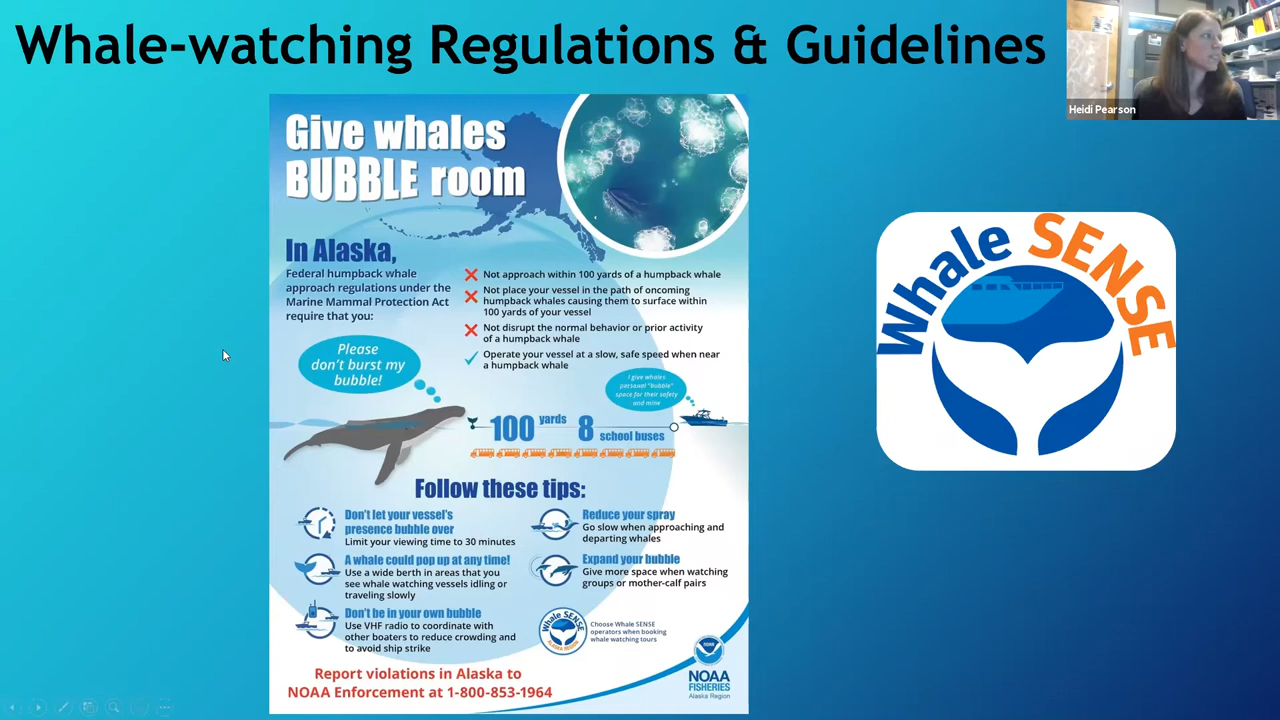 Whale-watching Regulations & Guidelines
Heidi Pearson
Give whales
BUBBLE room
In Alaska,
Federal humpback whale
approach regulations under the
Marine Mammal Protection Act
require that you:
Not approach within 100 yards of a humpback whale
Not place your vessel in the path of oncoming
humpback whales causing them to surface within
100 yards of your vessel
Not disrupt the normal behavior or prior activity
of a humpback whale
Operate your vessel at a slow, safe speed when near
a humpback whale
Please
don't burst my
bubble!
I give whales
personal "bubble"
space for their safety
and mine
100 yards 8 school buses
Follow these tips:
Don't let your vessel's
presence bubble over
Limit your viewing time to 30 minutes
A whale could pop up at any time!
Use a wide berth in areas that you
see whale watching vessels idling or
traveling slowly
Don't be in your own bubble
Use VHF radio to coordinate with
other boaters to reduce crowding and
to avoid ship strike
Reduce your spray
Go slow when approaching and
departing whales
Expand your bubble
Give more space when watching
groups or mother-calf pairs
Whale SENSE
ALASKA REGION
Choose Whale SENSE
operators when booking
whale watching tours
Report violations in Alaska to
NOAA Enforcement at 1-800-853-1964
NOAA
NOAA
FISHERIES
Alaska Region
Whale SENSE